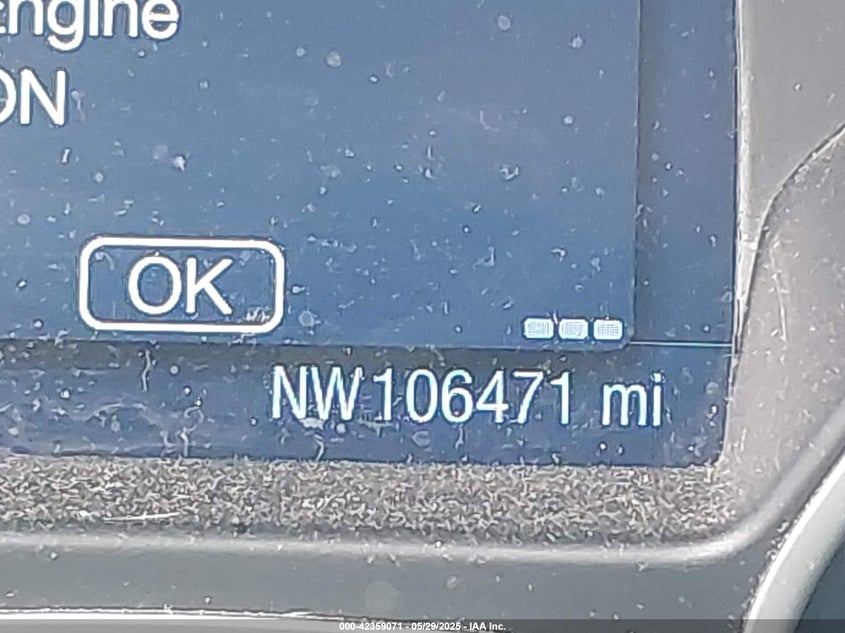 Engine
ON
OK
NW106471 mi
000-42359071 - 05/29/2025 - IAA Inc.